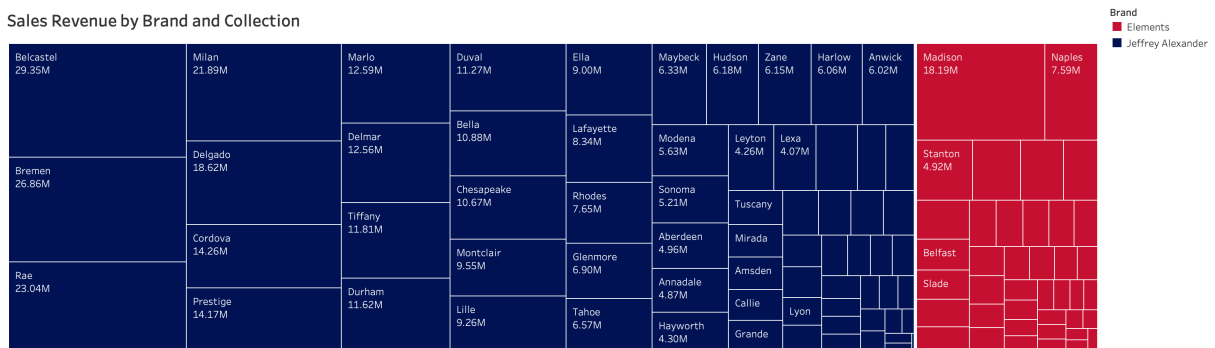 Sales Revenue by Brand and Collection
Brand
Elements
Jeffrey Alexander
Belcastel
29.35M
Bremen
26.86M
Rae
23.04M
Milan
21.89M
Delgado
18.62M
Cordova
14.26M
Prestige
14.17M
Marlo
12.59M
Delmar
12.56M
Tiffany
11.81M
Durham
11.62M
Duval
11.27M
Bella
10.88M
Chesapeake
10.67M
Montclair
9.55M
Lille
9.26M
Ella
9.00M
Lafayette
8.34M
Rhodes
7.65M
Glenmore
6.90M
Tahoe
6.57M
Maybeck
6.33M
Hudson
6.18M
Zane
6.15M
Harlow
6.06M
Anwick
6.02M
Modena
5.63M
Sonoma
5.21M
Aberdeen
4.96M
Annadale
4.87M
Hayworth
4.30M
Leyton
4.26M
Lexa
4.07M
Tuscany
Mirada
Amsden
Callie
Grande
Lyon
Madison
18.19M
Naples
7.59M
Stanton
4.92M
Belfast
Slade